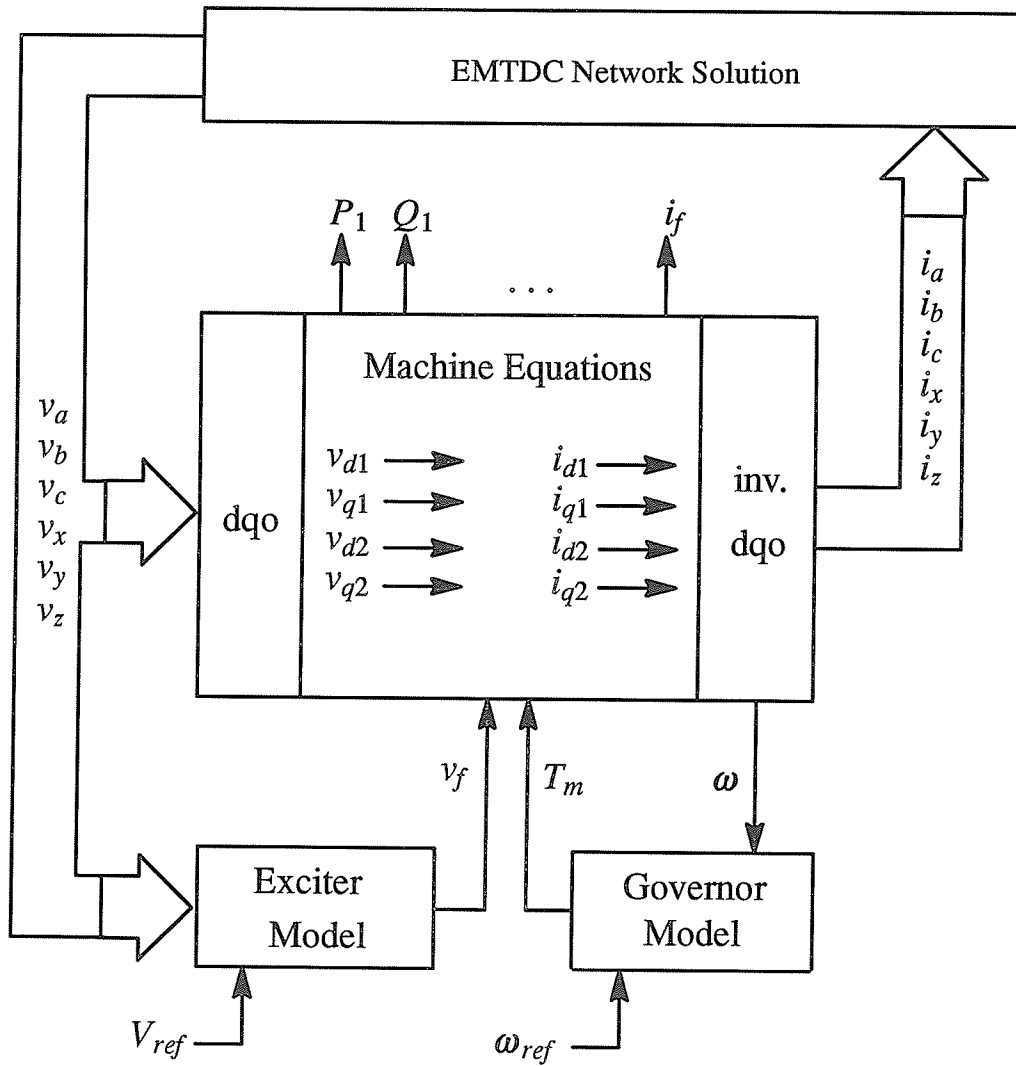 EMTDC Network Solution
P1 Q1 if
. . .
ia
ib
ic
ix
iy
iz
Machine Equations
va
vb
vc
vx
vy
vz
dqo
vd1 id1
vq1 iq1
vd2 id2
vq2 iq2
inv.
dqo
vf Tm ω
Exciter
Model
Governor
Model
Vref ωref